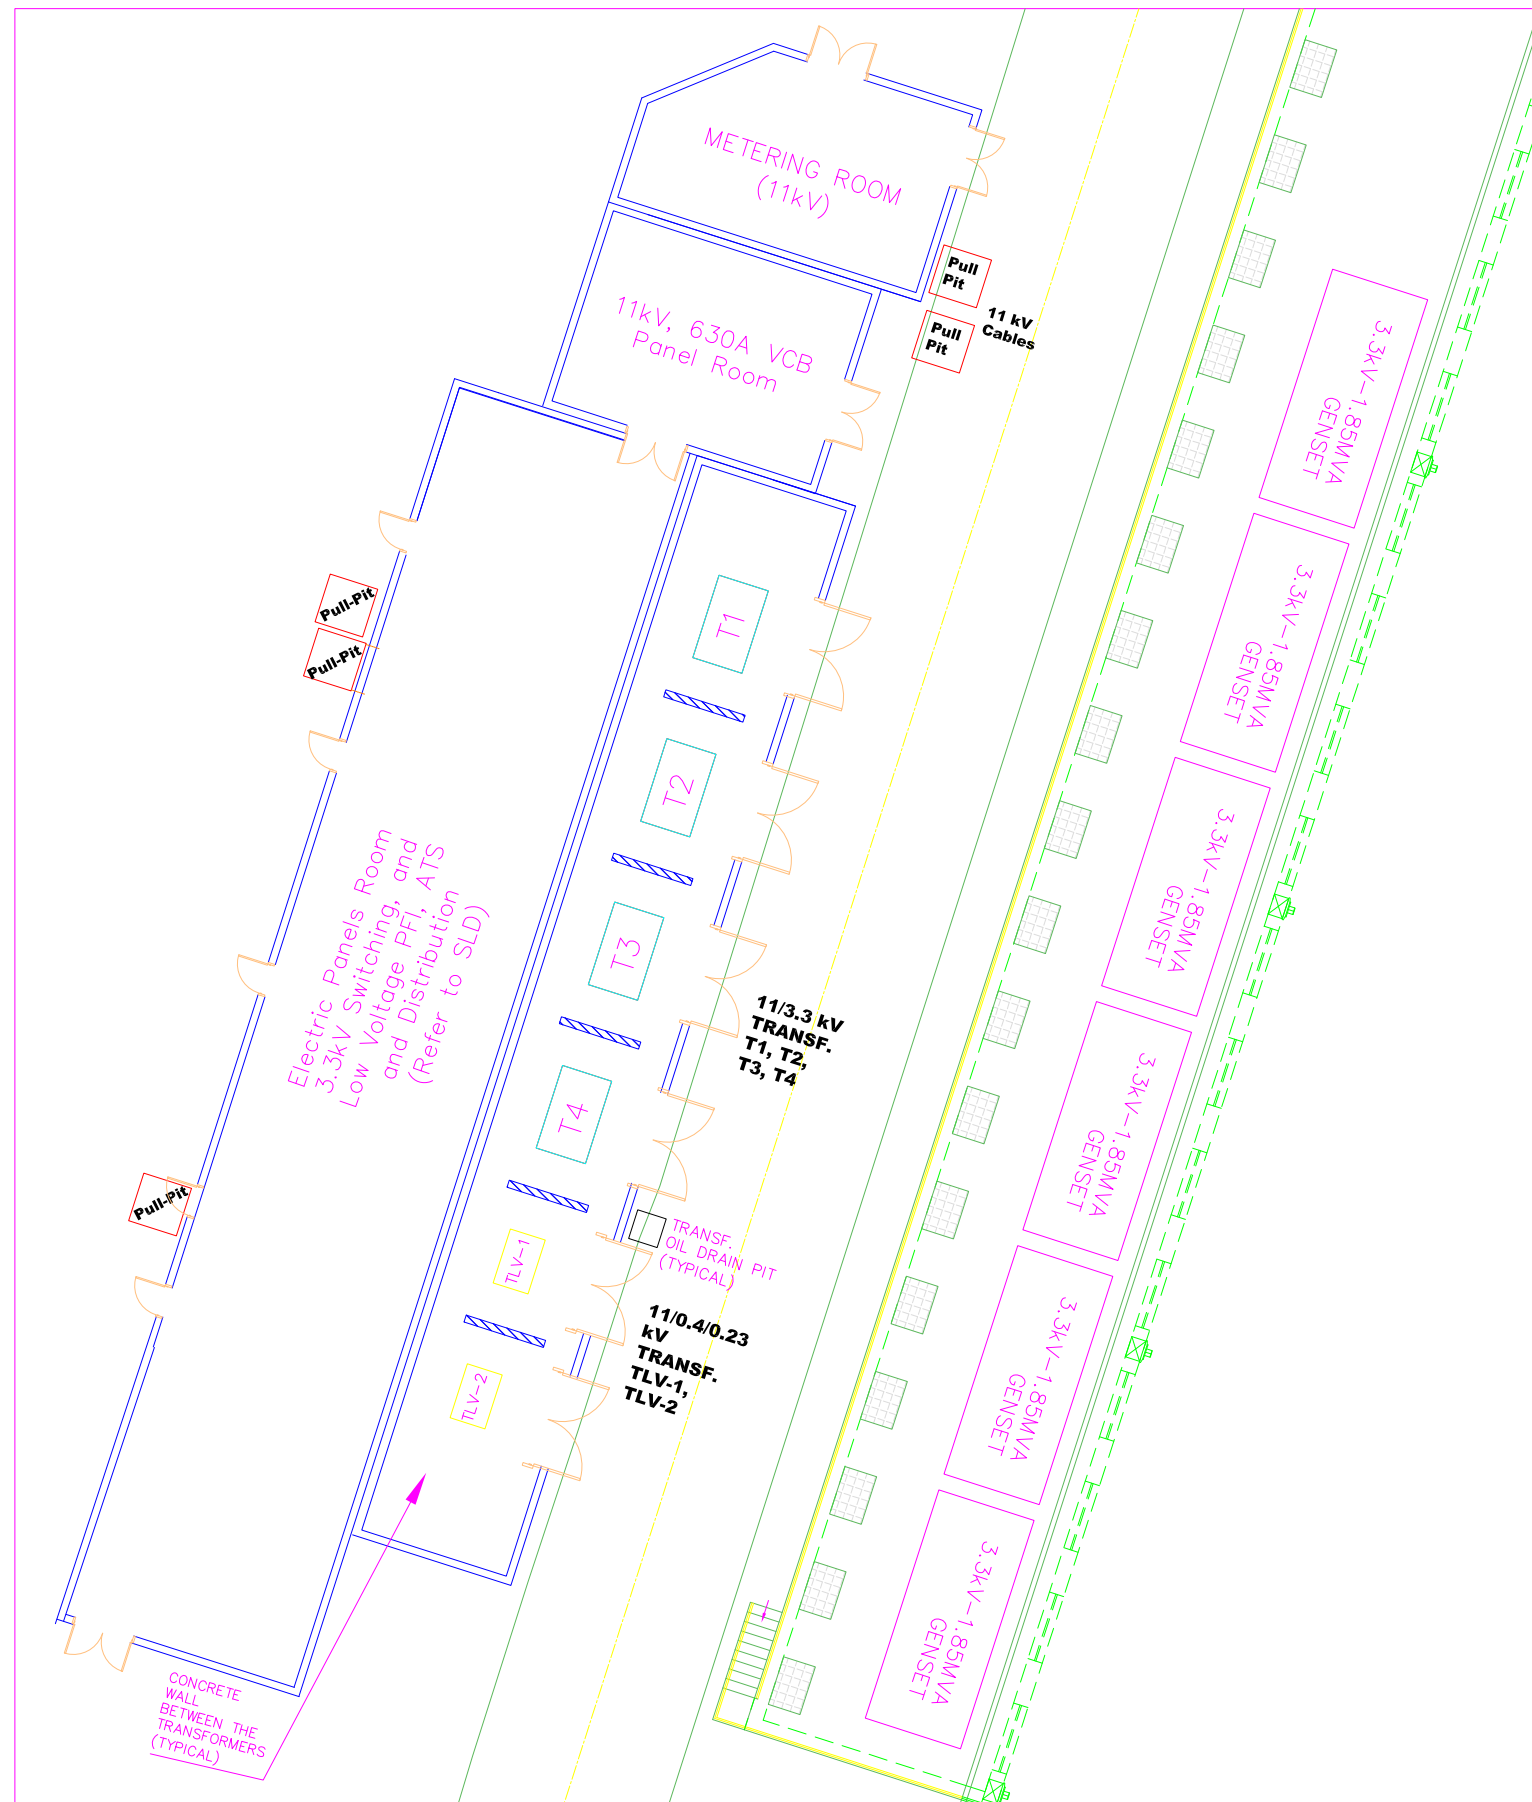 METERING ROOM
(11kV)
Pull
Pit
Pull
Pit
11 kV
Cables
11kV, 630A VCB
Panel Room
3.3kV-1.85MVA
GENSET
3.3kV-1.85MVA
GENSET
3.3kV-1.85MVA
GENSET
3.3kV-1.85MVA
GENSET
3.3kV-1.85MVA
GENSET
3.3kV-1.85MVA
GENSET
Pull-Pit
Pull-Pit
T1
T2
T3
T4
Electric Panels Room
3.3kV Switching, and
Low Voltage PFI, ATS
and Distribution
(Refer to SLD)
11/3.3 kV
TRANSF.
T1, T2,
T3, T4
Pull-Pit
TRANSF.
OIL DRAIN PIT
(TYPICAL)
TLV-1
11/0.4/0.23
kV
TRANSF.
TLV-1,
TLV-2
TLV-2
CONCRETE
WALL
BETWEEN THE
TRANSFORMERS
(TYPICAL)